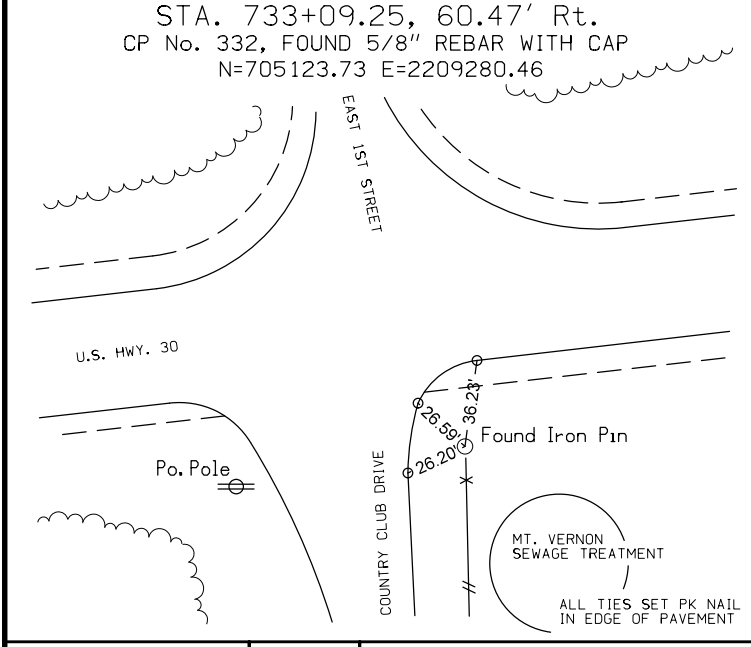 STA. 733+09.25, 60.47' Rt.
CP No. 332, FOUND 5/8" REBAR WITH CAP
N=705123.73 E=2209280.46
EAST 1ST STREET
U.S. HWY. 30
36.23'
26.59'
Found Iron Pin
26.20'
Po. Pole
COUNTRY CLUB DRIVE
MT. VERNON
SEWAGE TREATMENT
ALL TIES SET PK NAIL
IN EDGE OF PAVEMENT